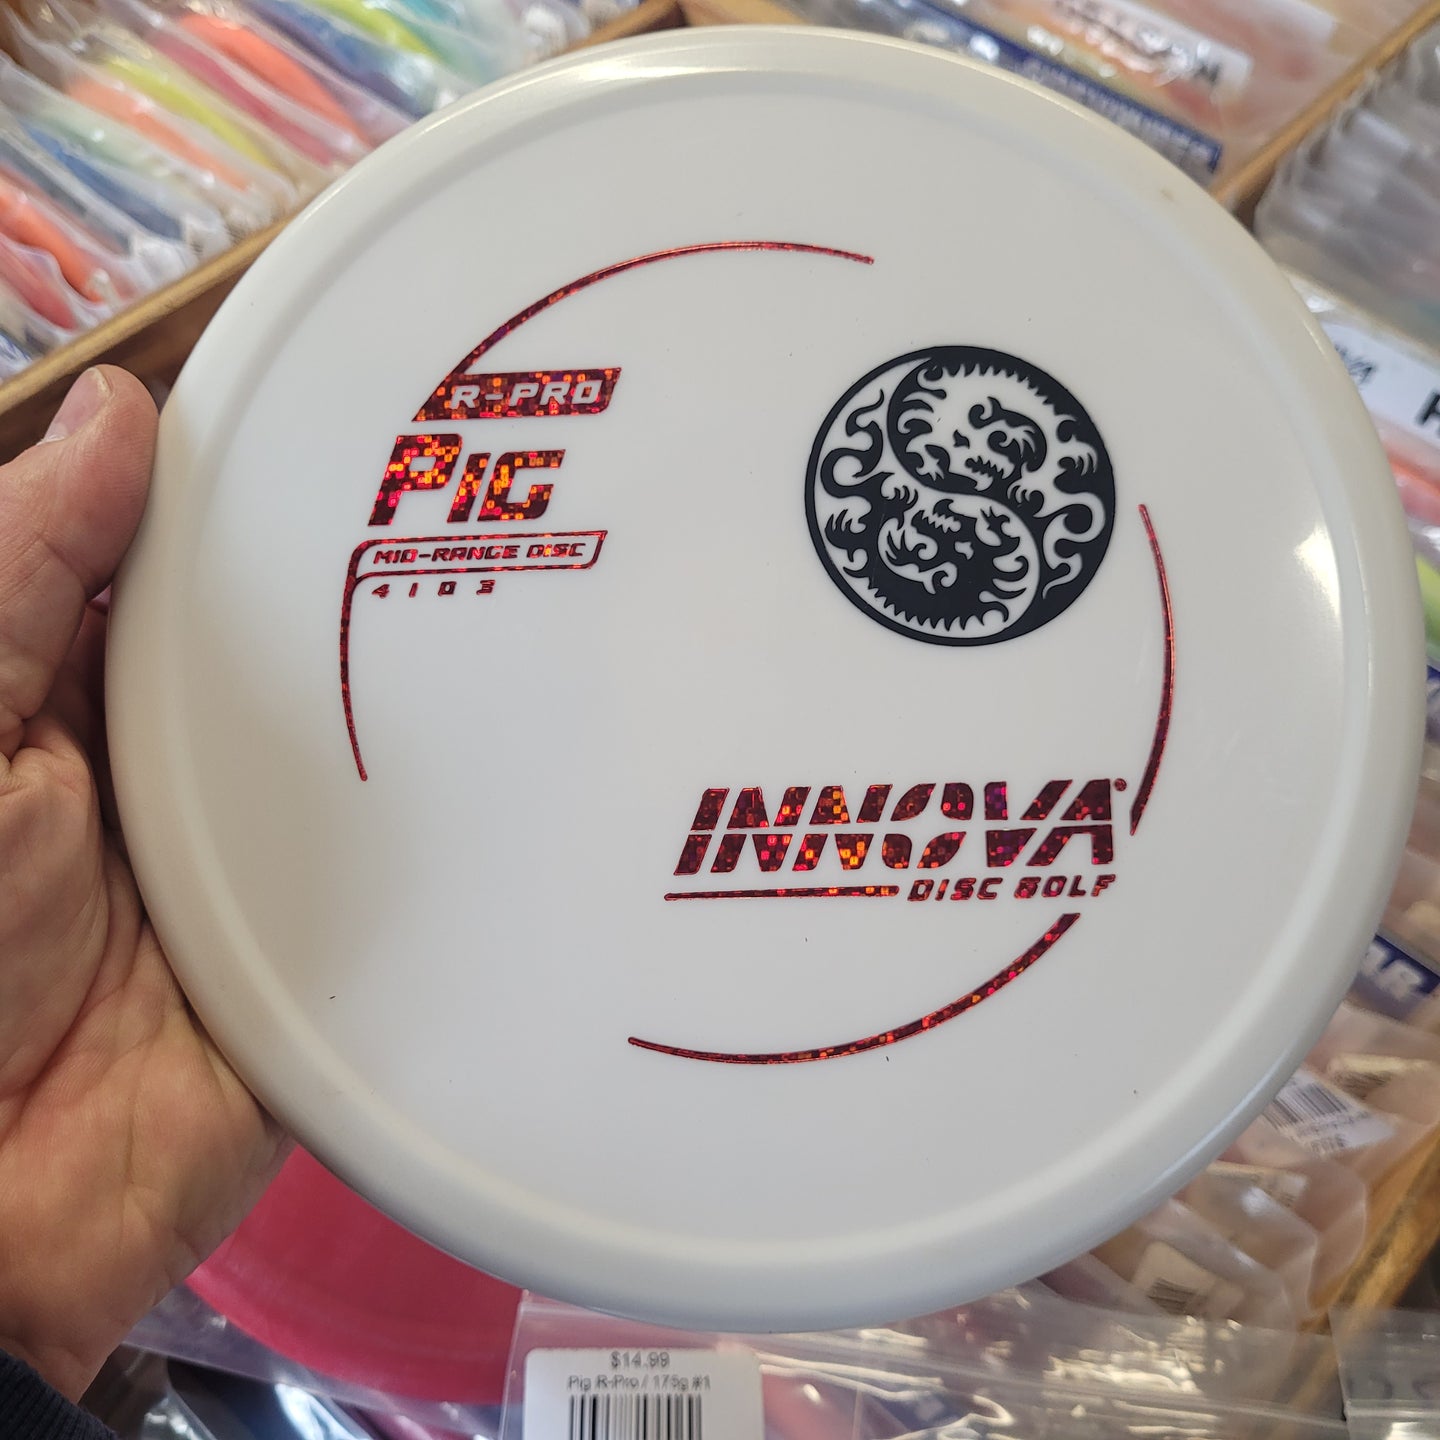 R-PRO
PIG
MID-RANGE DISC
4 1 0 3
INNOVA
DISC GOLF
$14.99
Pig R-Pro / 175g #1